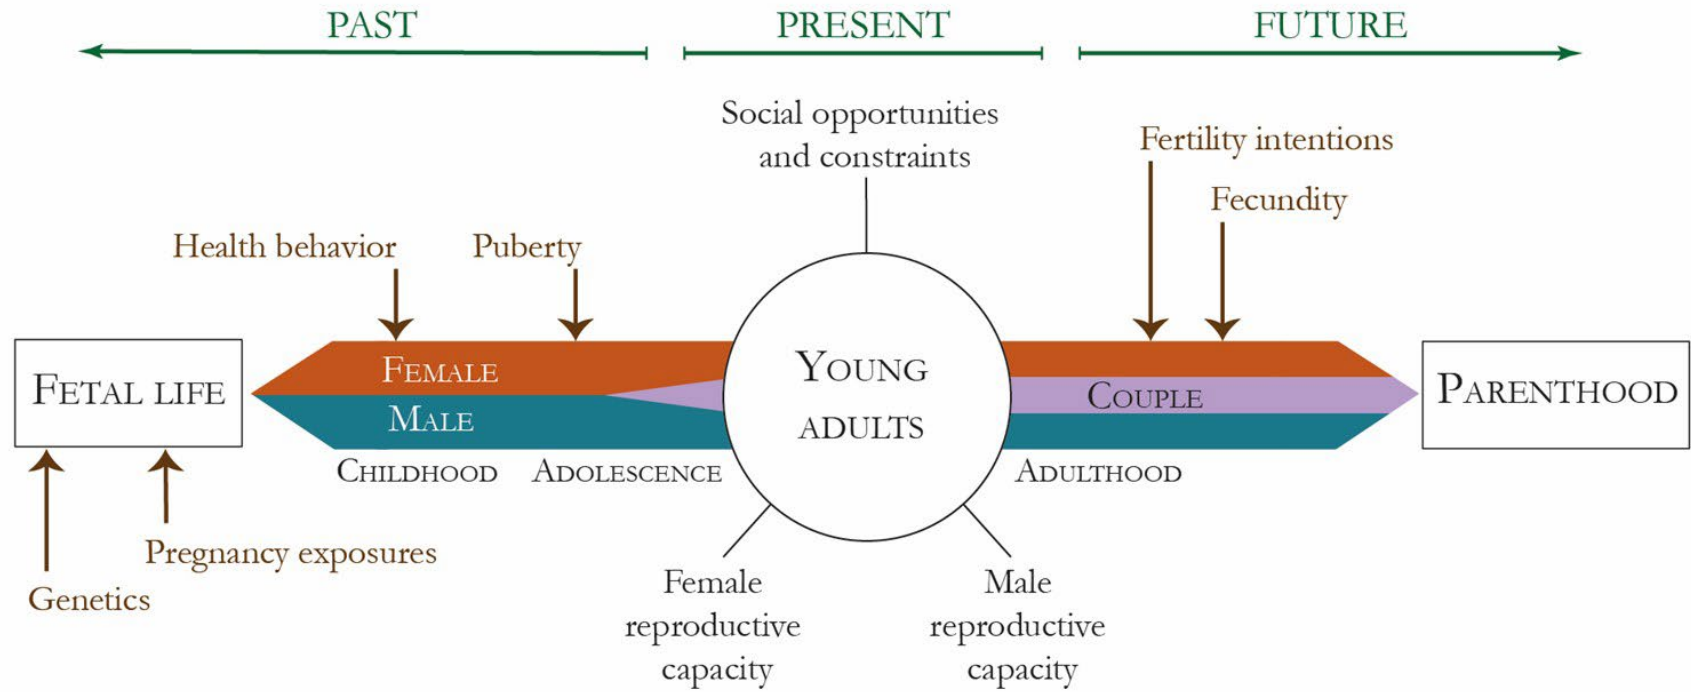 PAST
PRESENT
FUTURE
Social opportunities
and constraints
Fertility intentions
Fecundity
Health behavior
Puberty
FETAL LIFE
FEMALE
MALE
YOUNG
ADULTS
COUPLE
PARENTHOOD
CHILDHOOD
ADOLESCENCE
ADULTHOOD
Pregnancy exposures
Genetics
Female
reproductive
capacity
Male
reproductive
capacity